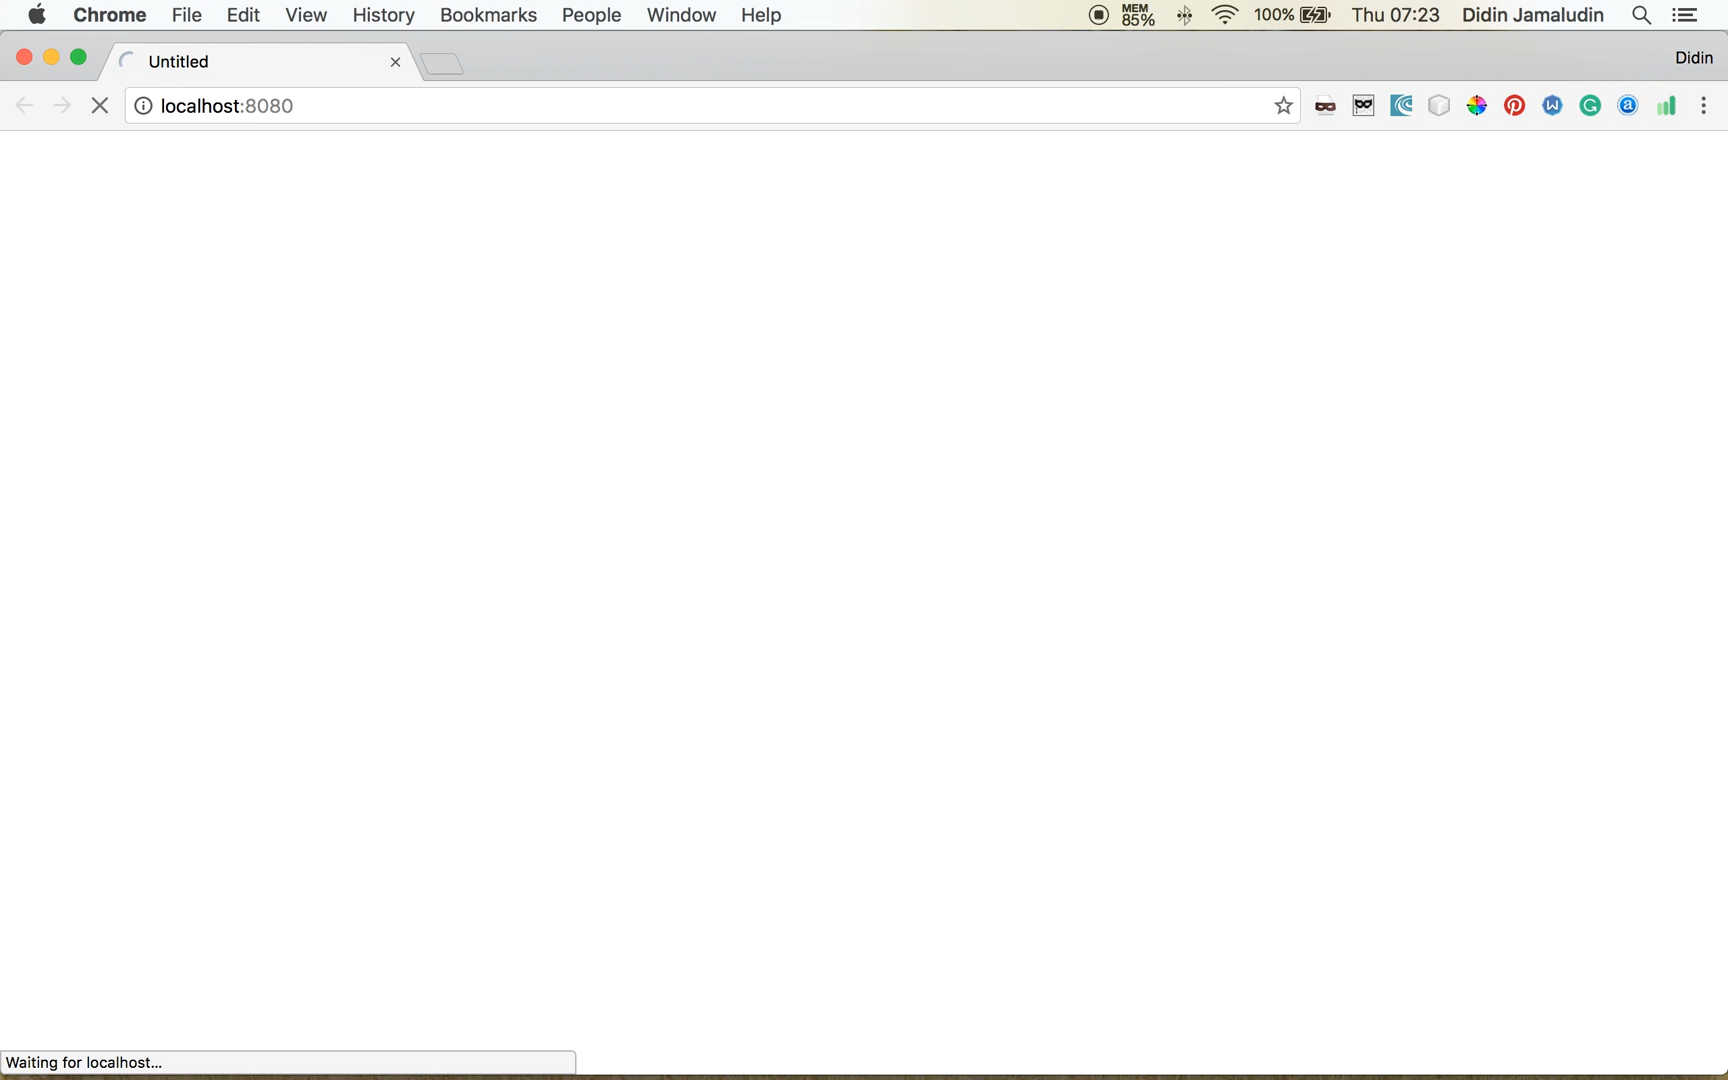 Chrome File Edit View History Bookmarks People Window Help MEM 85% 100% Thu 07:23 Didin Jamaludin
Untitled Didin
localhost:8080
Waiting for localhost...